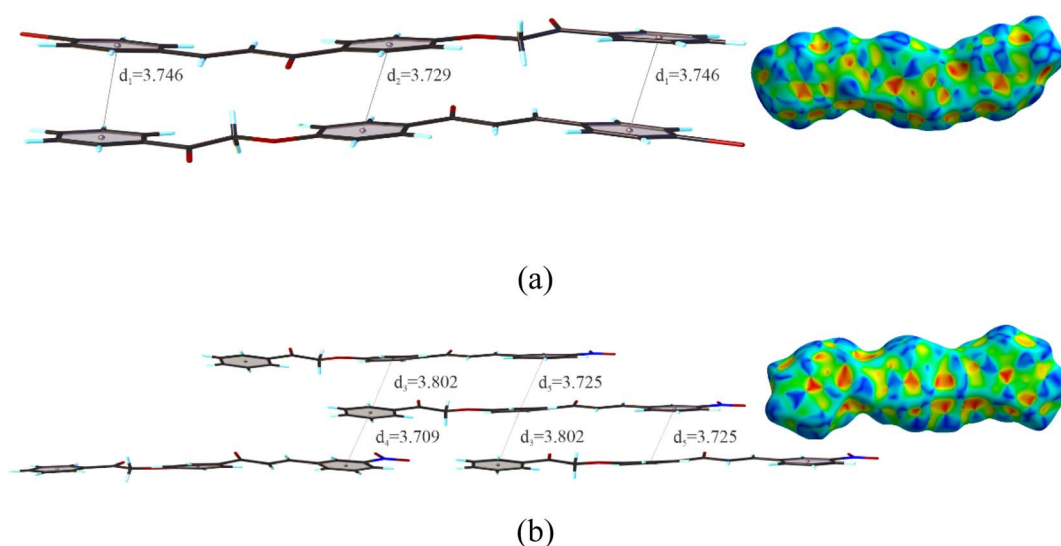 d₁=3.746
d₂=3.729
d₁=3.746
(a)
d₃=3.802
d₅=3.725
d₄=3.709
d₃=3.802
d₅=3.725
(b)